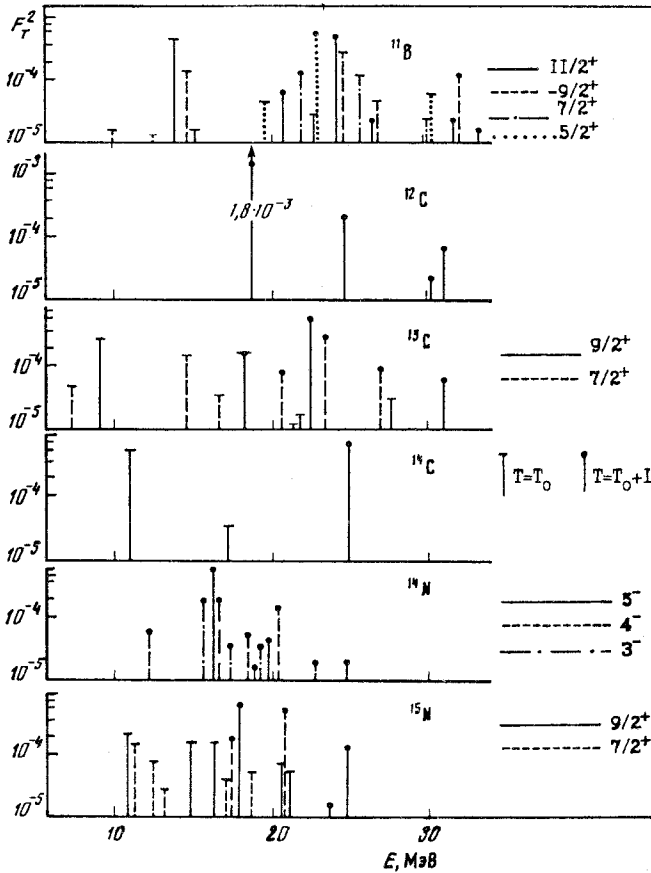 F_T^2
¹¹B
10⁻⁴
10⁻⁵
II/2⁺
9/2⁺
7/2⁺
5/2⁺
10⁻³
¹²C
1,8·10⁻³
10⁻⁴
10⁻⁵
¹³C
10⁻⁴
10⁻⁵
9/2⁺
7/2⁺
¹⁴C
10⁻⁴
10⁻⁵
T=T₀
T=T₀+I
¹⁴N
10⁻⁴
10⁻⁵
5⁻
4⁻
3⁻
¹⁵N
10⁻⁴
10⁻⁵
9/2⁺
7/2⁺
10 20 30
E, МэВ